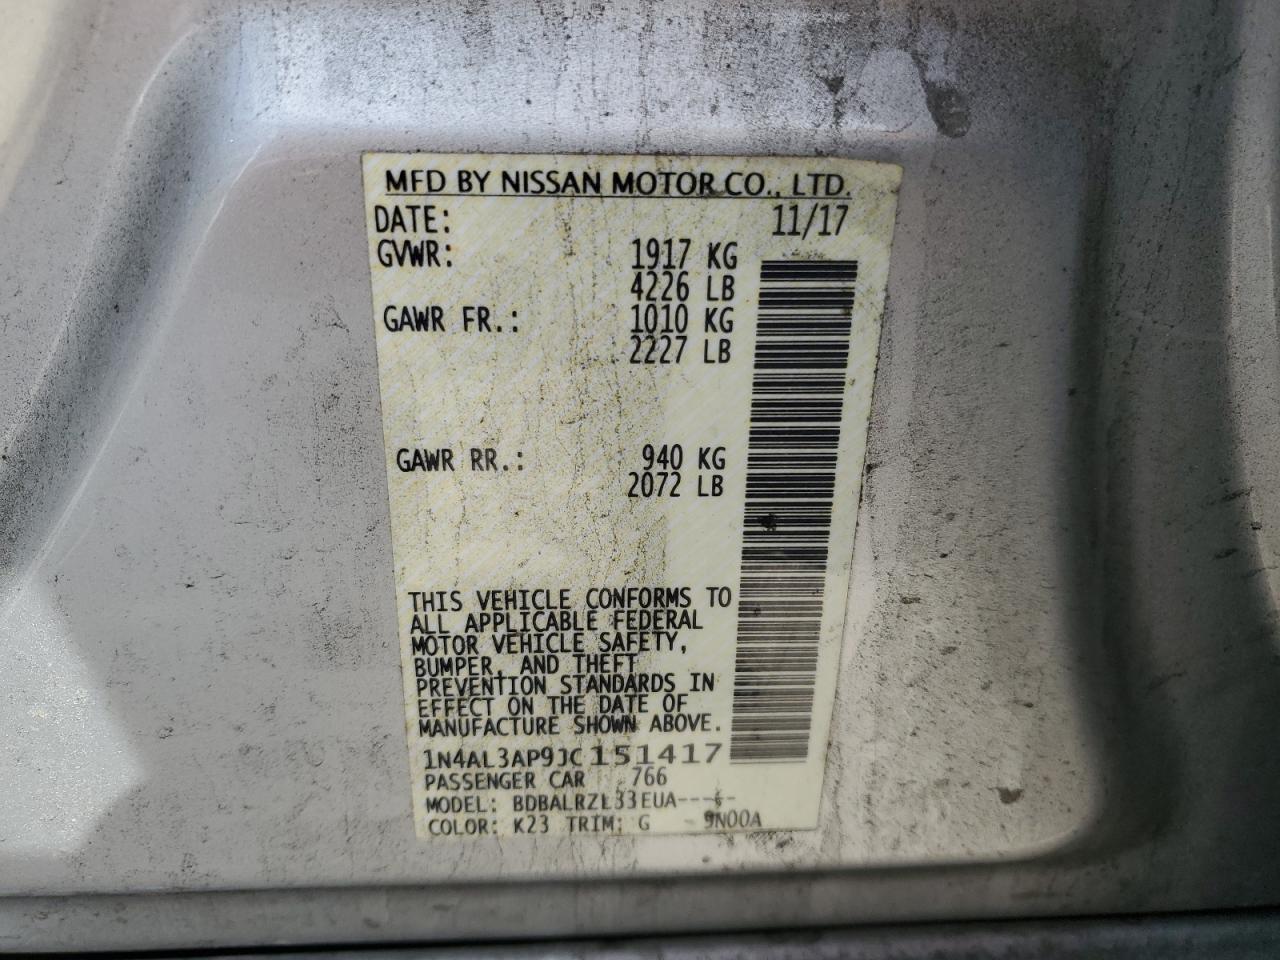 MFD BY NISSAN MOTOR CO., LTD.
DATE: 11/17
GVWR: 1917 KG
4226 LB
GAWR FR.: 1010 KG
2227 LB
GAWR RR.: 940 KG
2072 LB
THIS VEHICLE CONFORMS TO
ALL APPLICABLE FEDERAL
MOTOR VEHICLE SAFETY,
BUMPER, AND THEFT
PREVENTION STANDARDS IN
EFFECT ON THE DATE OF
MANUFACTURE SHOWN ABOVE.
1N4AL3AP9JC151417
PASSENGER CAR 766
MODEL: BDBALRZL33EUA-----
COLOR: K23 TRIM: G 9N00A